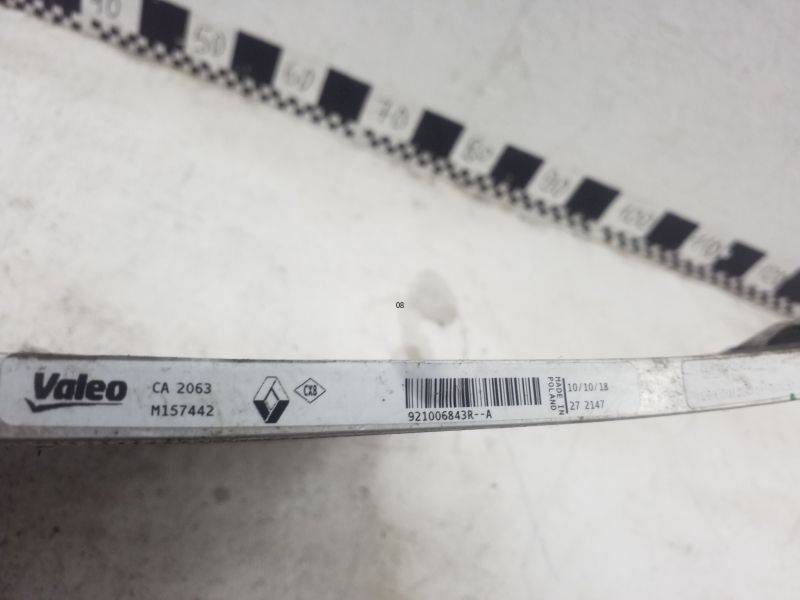 40
50
60
70
80
90
100
08
Valeo
CA 2063
M157442
CX8
921006843R--A
MADE IN
POLAND
10/10/18
27 2147